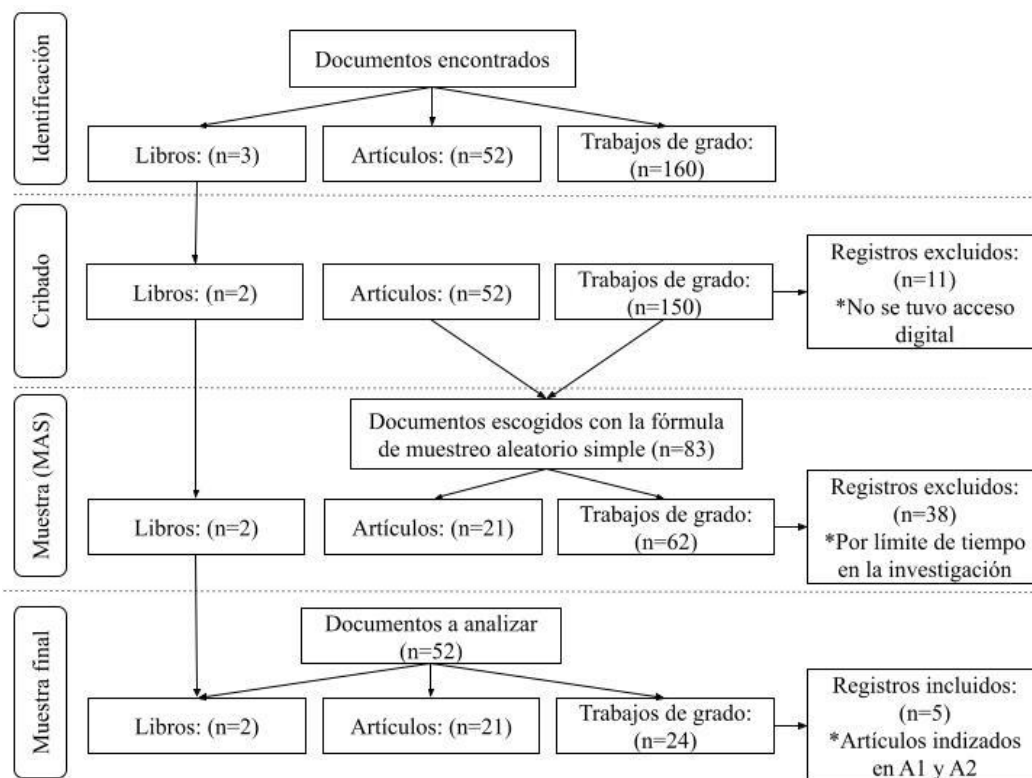 Identificación
Documentos encontrados
Libros: (n=3)
Artículos: (n=52)
Trabajos de grado:
(n=160)
Cribado
Libros: (n=2)
Artículos: (n=52)
Trabajos de grado:
(n=150)
Registros excluidos:
(n=11)
*No se tuvo acceso
digital
Muestra (MAS)
Documentos escogidos con la fórmula
de muestreo aleatorio simple (n=83)
Libros: (n=2)
Artículos: (n=21)
Trabajos de grado:
(n=62)
Registros excluidos:
(n=38)
*Por límite de tiempo
en la investigación
Muestra final
Documentos a analizar
(n=52)
Libros: (n=2)
Artículos: (n=21)
Trabajos de grado:
(n=24)
Registros incluidos:
(n=5)
*Artículos indizados
en A1 y A2